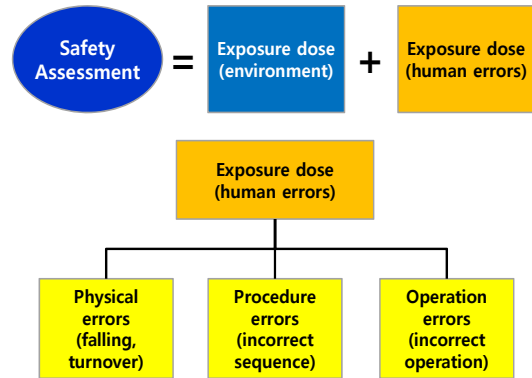 Safety
Assessment
=
Exposure dose
(environment)
+
Exposure dose
(human errors)
Exposure dose
(human errors)
Physical
errors
(falling,
turnover)
Procedure
errors
(incorrect
sequence)
Operation
errors
(incorrect
operation)